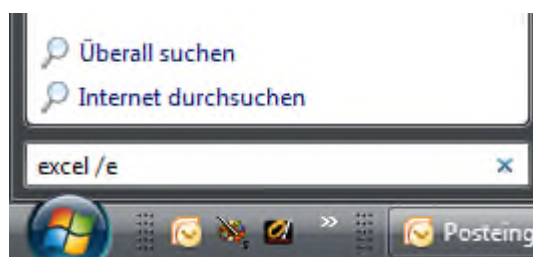 Überall suchen
Internet durchsuchen
excel /e
Posteing